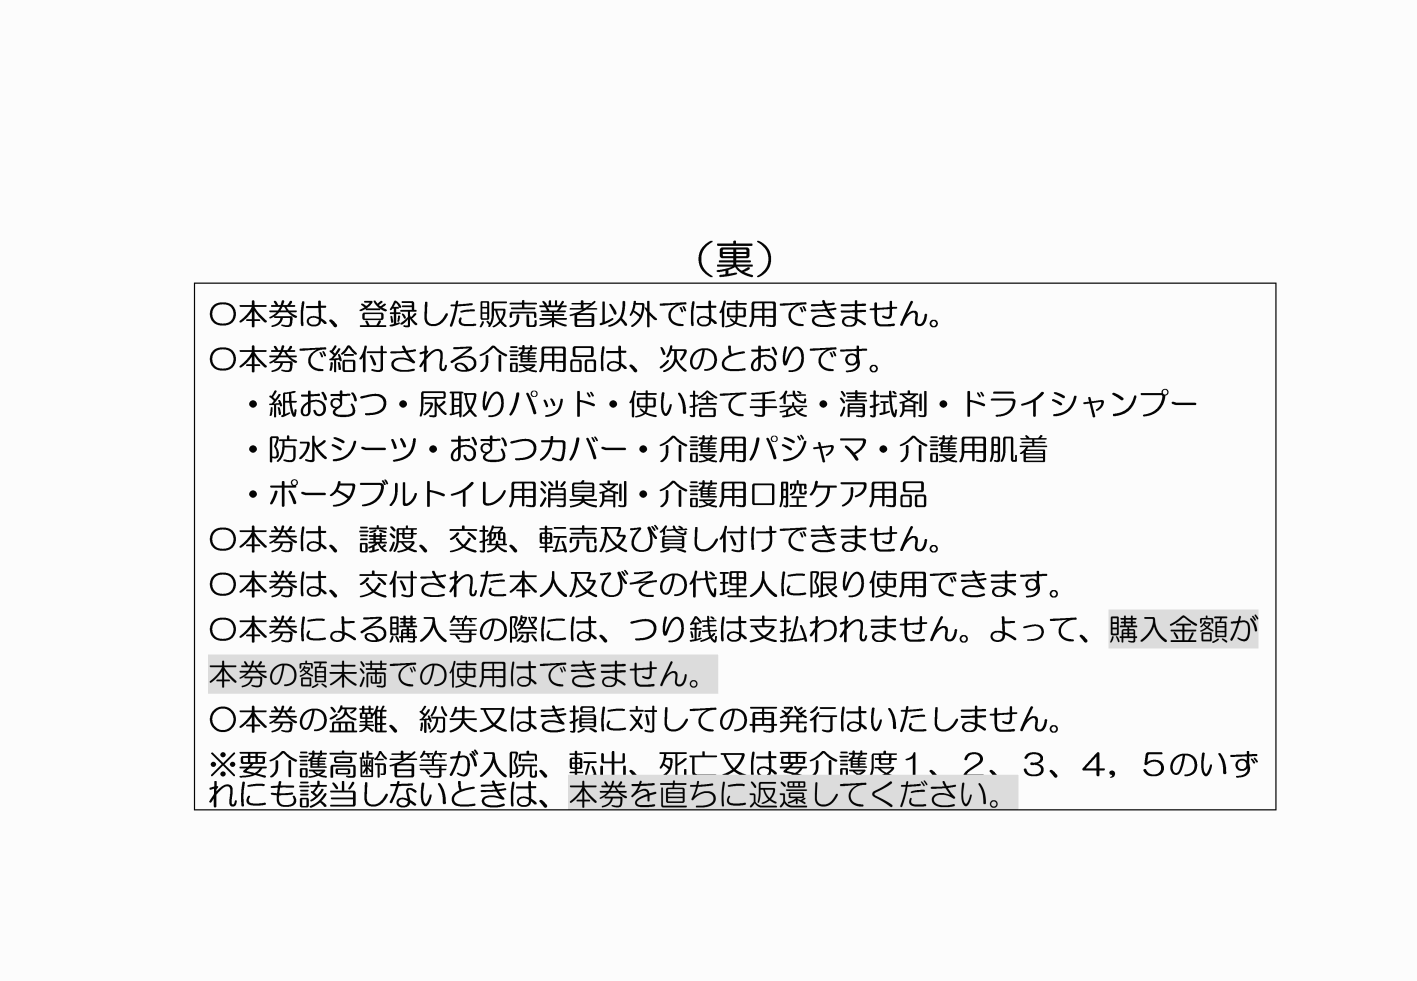 （裏）
〇本券は、登録した販売業者以外では使用できません。
〇本券で給付される介護用品は、次のとおりです。
・紙おむつ・尿取りパッド・使い捨て手袋・清拭剤・ドライシャンプー
・防水シーツ・おむつカバー・介護用パジャマ・介護用肌着
・ポータブルトイレ用消臭剤・介護用口腔ケア用品
〇本券は、譲渡、交換、転売及び貸し付けできません。
〇本券は、交付された本人及びその代理人に限り使用できます。
〇本券による購入等の際には、つり銭は支払われません。よって、購入金額が
本券の額未満での使用はできません。
〇本券の盗難、紛失又はき損に対しての再発行はいたしません。
※要介護高齢者等が入院、転出、死亡又は要介護度１、２、３、４，５のいず
れにも該当しないときは、本券を直ちに返還してください。